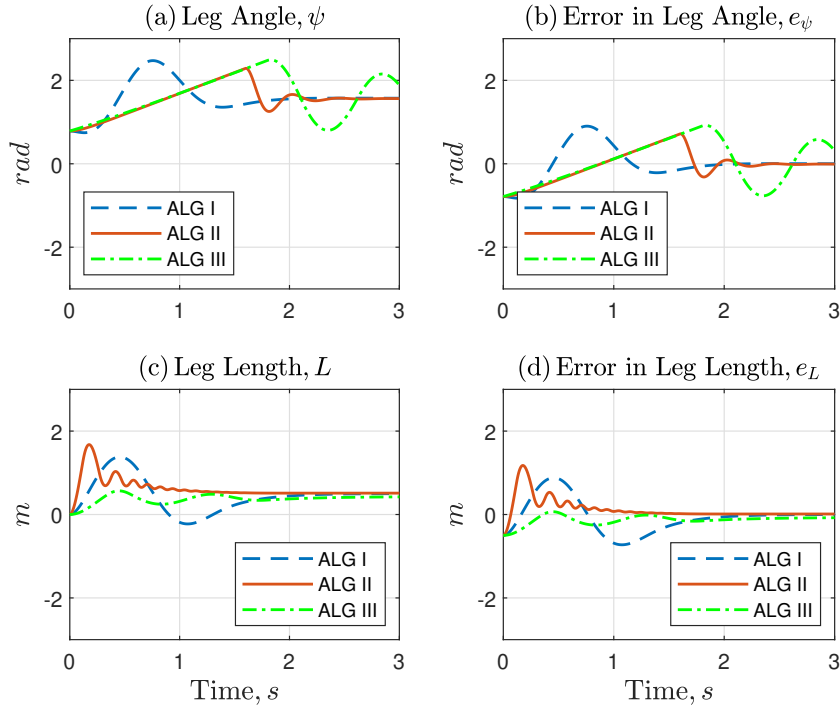 (a) Leg Angle, ψ
2
0
-2
rad
0 1 2 3
ALG I
ALG II
ALG III
(b) Error in Leg Angle, eψ
2
0
-2
rad
0 1 2 3
ALG I
ALG II
ALG III
(c) Leg Length, L
2
0
-2
m
0 1 2 3
Time, s
ALG I
ALG II
ALG III
(d) Error in Leg Length, eL
2
0
-2
m
0 1 2 3
Time, s
ALG I
ALG II
ALG III